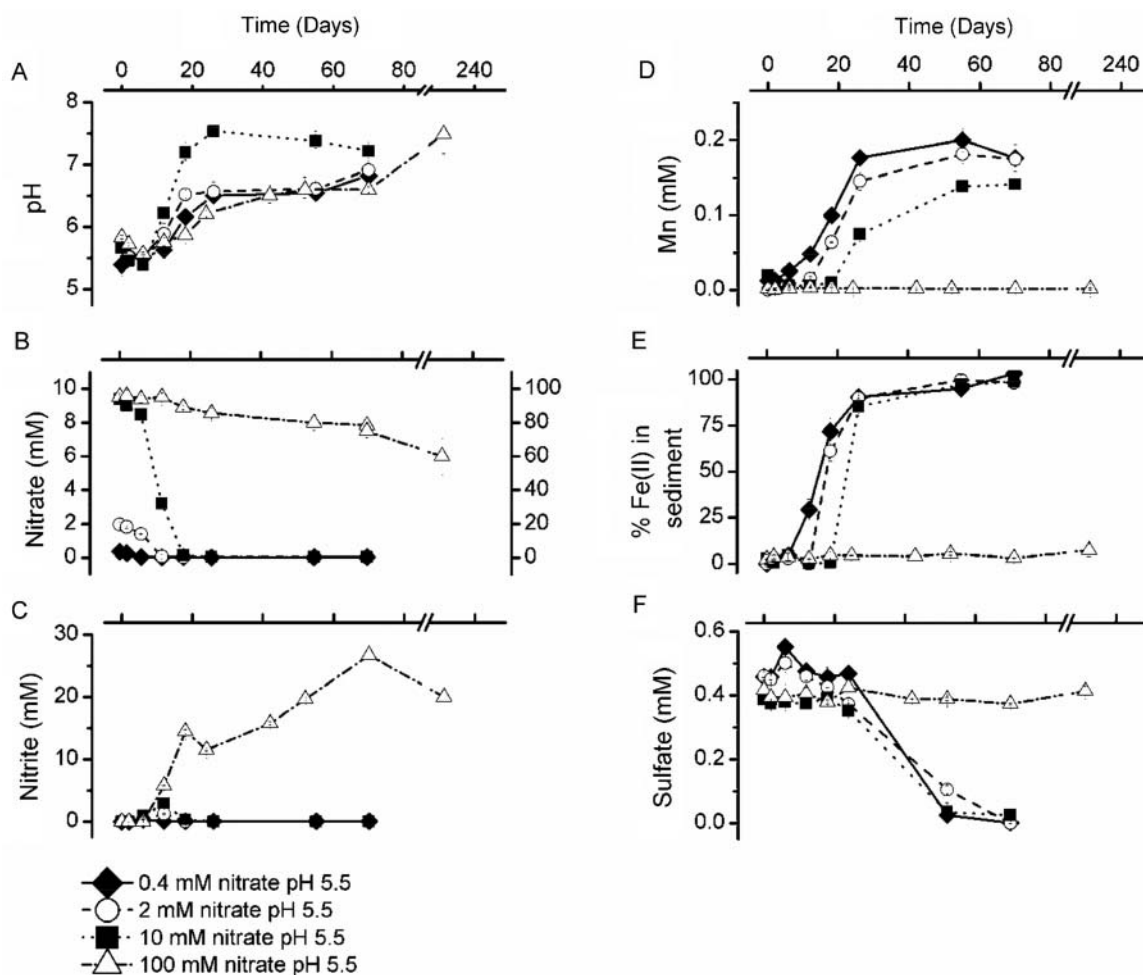 Time (Days)
A
0 20 40 60 80 240
8
7
6
5
pH
B
10
8
6
4
2
0
Nitrate (mM)
100
80
60
40
20
0
C
30
20
10
0
Nitrite (mM)
0.4 mM nitrate pH 5.5
2 mM nitrate pH 5.5
10 mM nitrate pH 5.5
100 mM nitrate pH 5.5
Time (Days)
D
0 20 40 60 80 240
0.2
0.1
0.0
Mn (mM)
E
100
75
50
25
0
% Fe(II) in
sediment
F
0.6
0.4
0.2
0.0
Sulfate (mM)